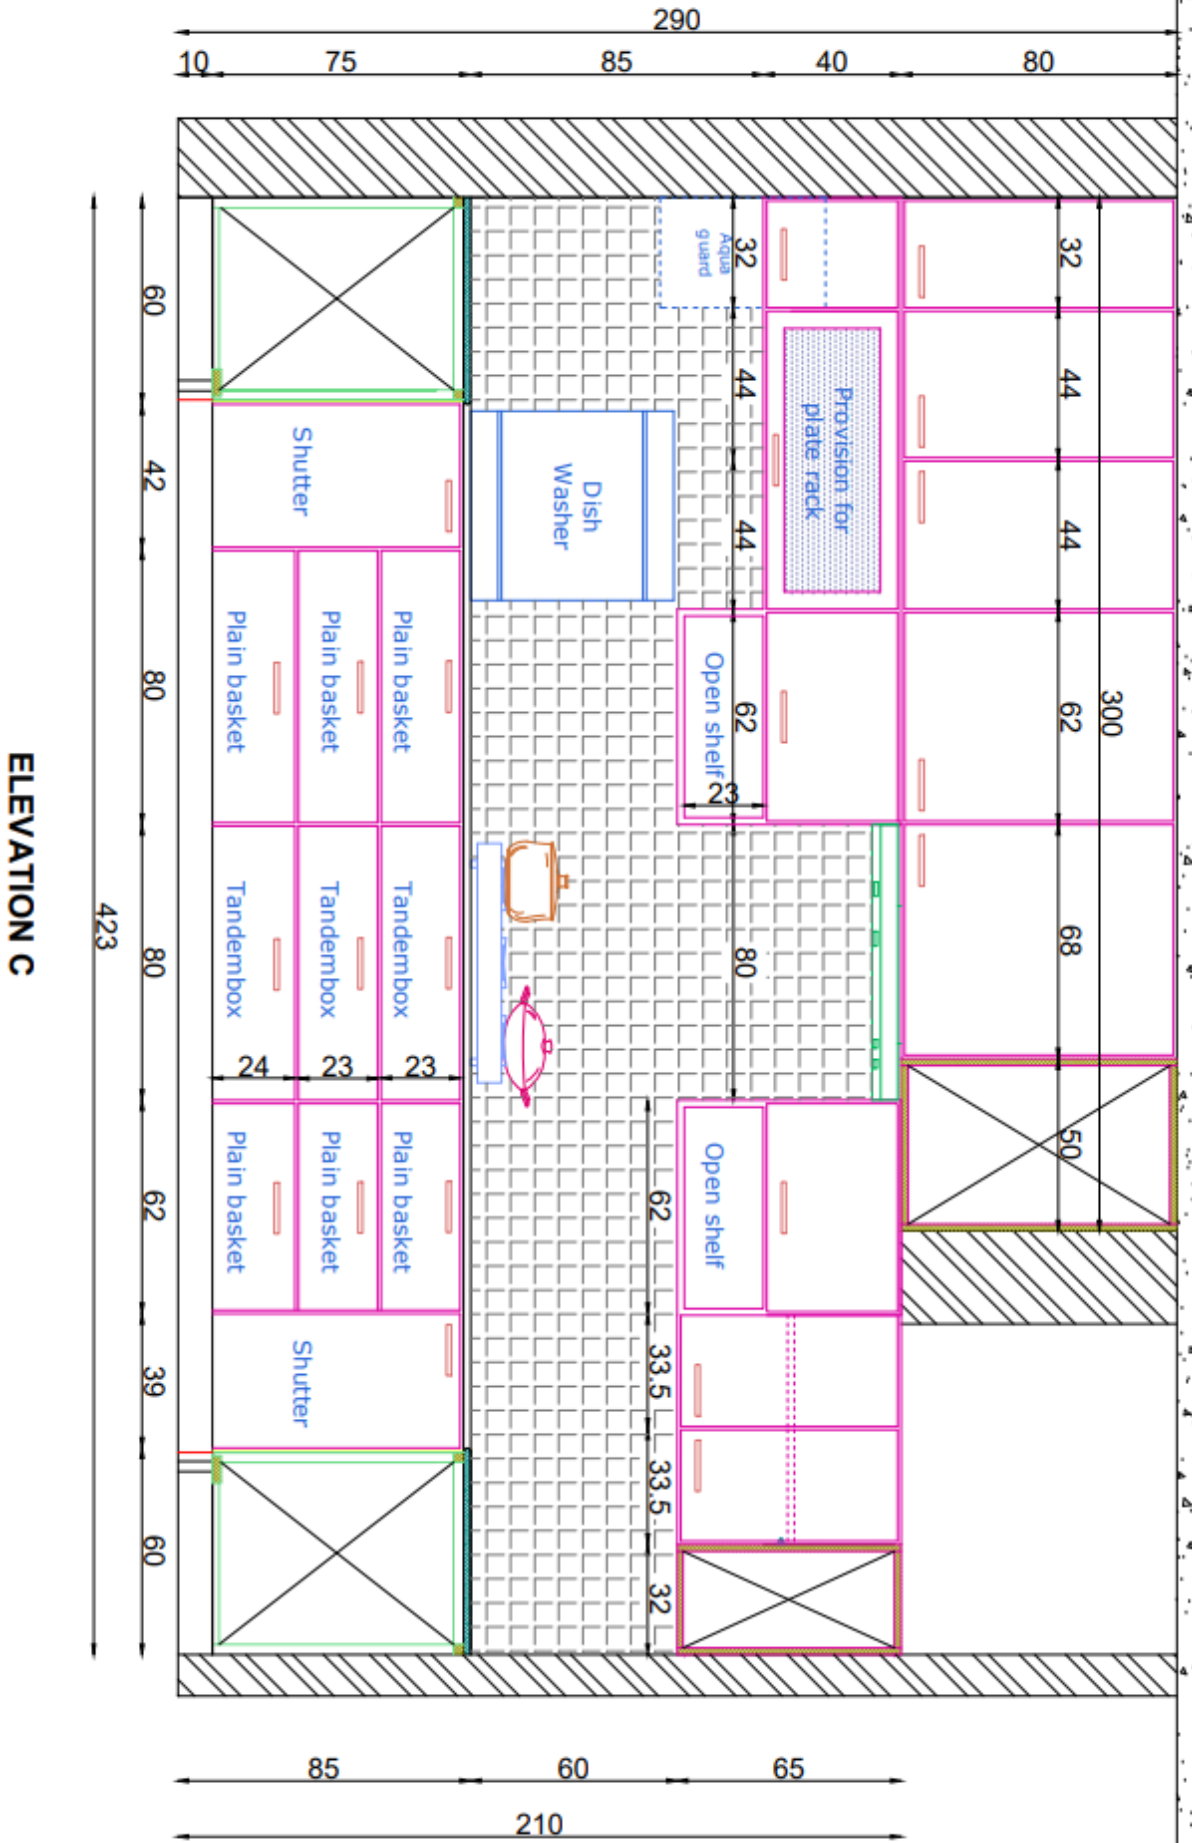 290
10
75
85
40
80
32
44
44
62
68
50
300
32
44
44
62
80
Aqua
guard
Provision for
plate rack
Dish
Washer
Open shelf
23
Open shelf
62
33.5
33.5
32
Shutter
Plain basket
Plain basket
Plain basket
Tandembox
Tandembox
Tandembox
24
23
23
Plain basket
Plain basket
Plain basket
Shutter
60
42
80
80
62
39
60
423
ELEVATION C
85
60
65
210